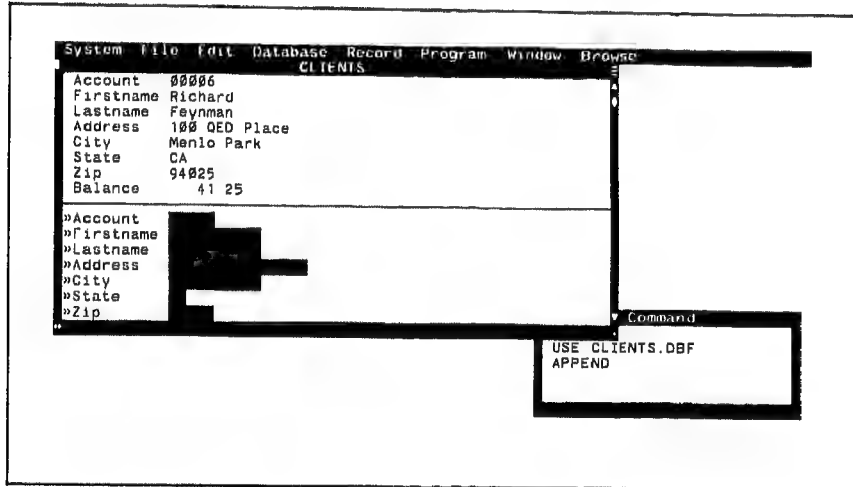 System File Edit Database Record Program Window Browse
CLIENTS
Account 00006
Firstname Richard
Lastname Feynman
Address 100 QED Place
City Menlo Park
State CA
Zip 94025
Balance 41 25
»Account
»Firstname
»Lastname
»Address
»City
»State
»Zip
Command
USE CLIENTS.DBF
APPEND